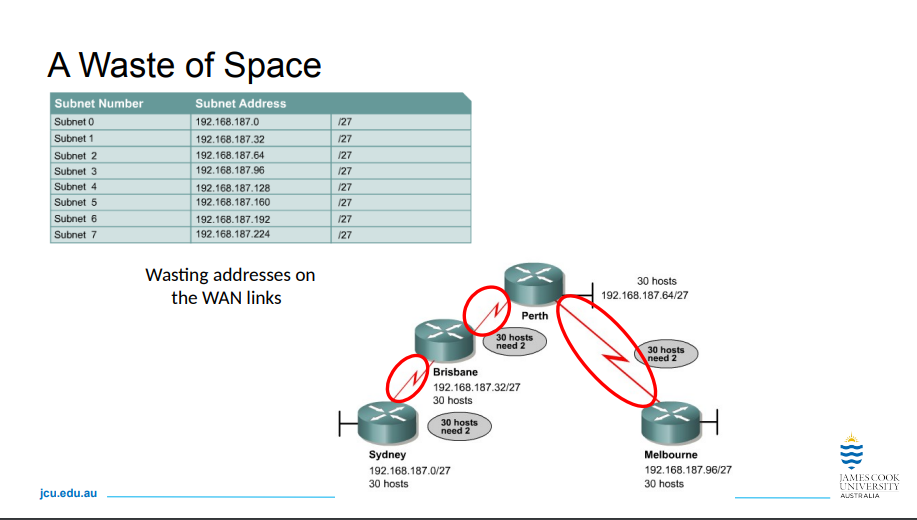 A Waste of Space
Subnet Number Subnet Address
Subnet 0 192.168.187.0 /27
Subnet 1 192.168.187.32 /27
Subnet 2 192.168.187.64 /27
Subnet 3 192.168.187.96 /27
Subnet 4 192.168.187.128 /27
Subnet 5 192.168.187.160 /27
Subnet 6 192.168.187.192 /27
Subnet 7 192.168.187.224 /27
Wasting addresses on
the WAN links
30 hosts
192.168.187.64/27
Perth
30 hosts
need 2
30 hosts
need 2
Brisbane
192.168.187.32/27
30 hosts
30 hosts
need 2
Sydney
192.168.187.0/27
30 hosts
Melbourne
192.168.187.96/27
30 hosts
jcu.edu.au
JAMES COOK
UNIVERSITY
AUSTRALIA